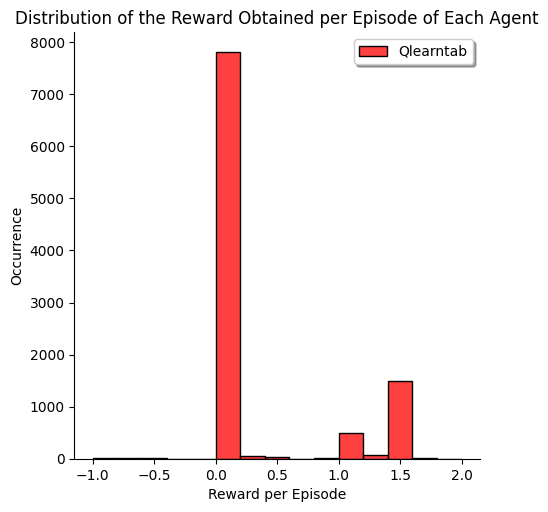 Distribution of the Reward Obtained per Episode of Each Agent
Qlearntab
8000
7000
6000
5000
4000
3000
2000
1000
0
Occurrence
−1.0 −0.5 0.0 0.5 1.0 1.5 2.0
Reward per Episode